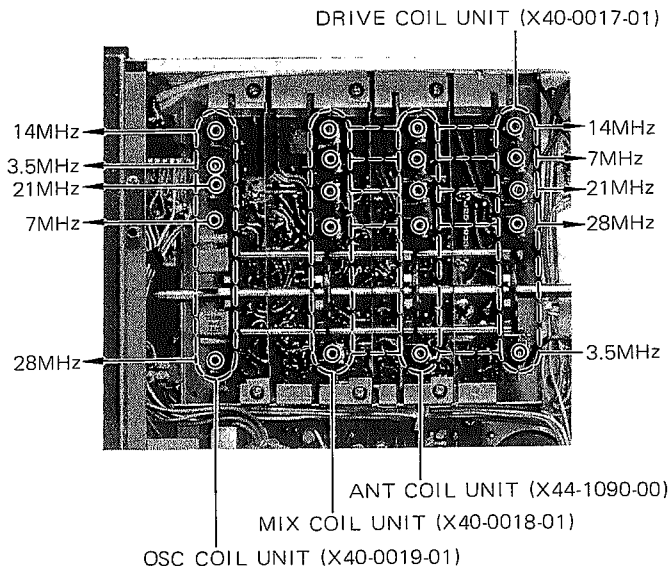 DRIVE COIL UNIT (X40-0017-01)
14MHz
14MHz
3.5MHz
7MHz
21MHz
21MHz
7MHz
28MHz
28MHz
3.5MHz
ANT COIL UNIT (X44-1090-00)
MIX COIL UNIT (X40-0018-01)
OSC COIL UNIT (X40-0019-01)